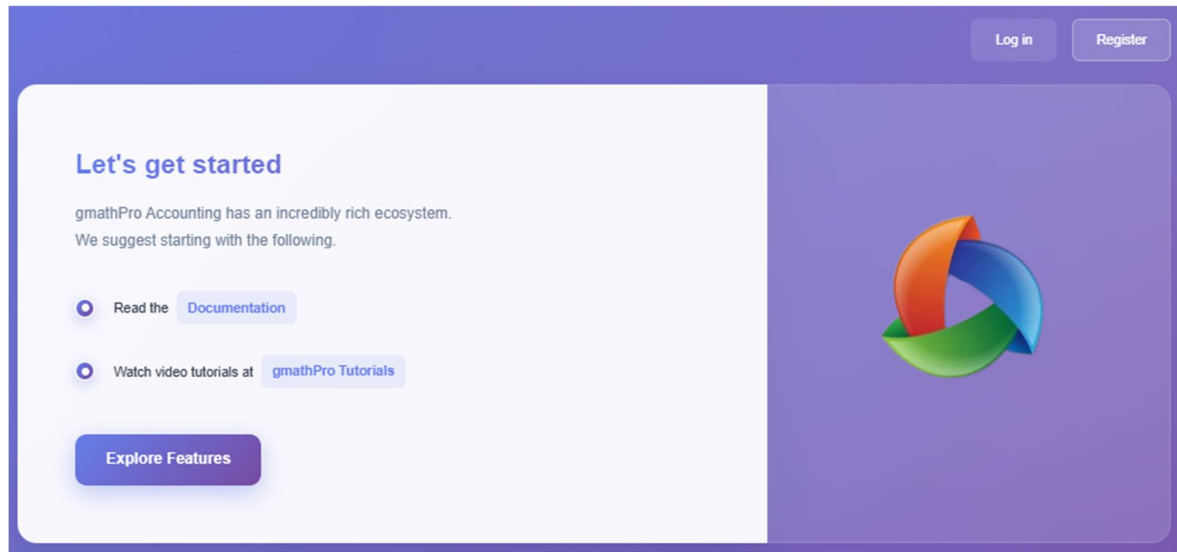 Log in Register
Let's get started
gmathPro Accounting has an incredibly rich ecosystem.
We suggest starting with the following.
Read the Documentation
Watch video tutorials at gmathPro Tutorials
Explore Features